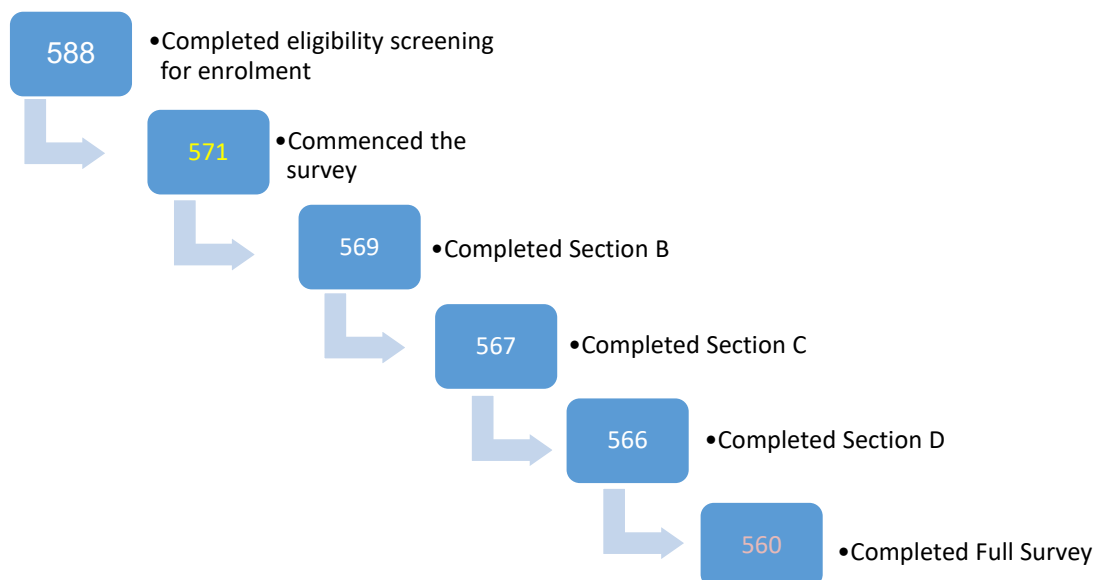 588
•Completed eligibility screening
for enrolment
571
•Commenced the
survey
569
•Completed Section B
567
•Completed Section C
566
•Completed Section D
560
•Completed Full Survey